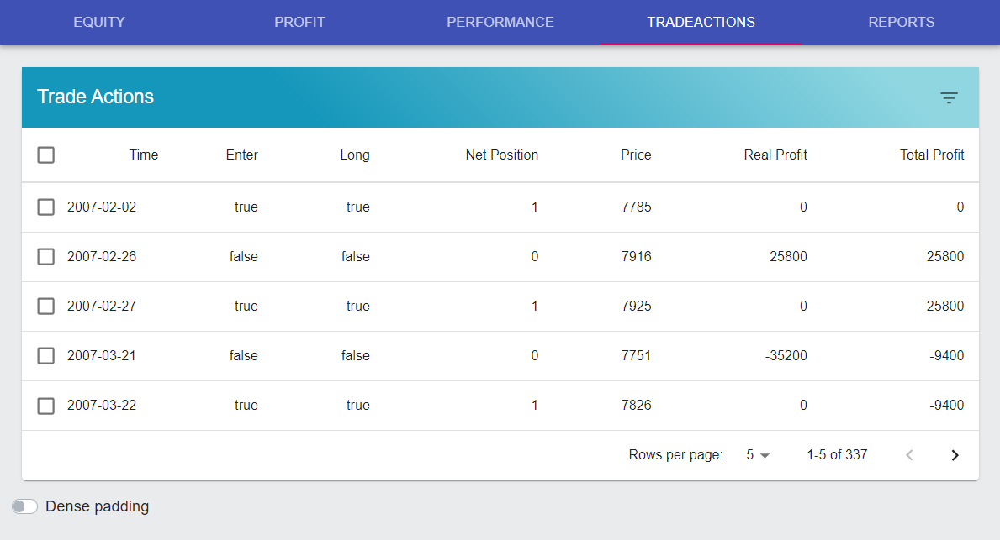 EQUITY PROFIT PERFORMANCE TRADEACTIONS REPORTS
Trade Actions
Time Enter Long Net Position Price Real Profit Total Profit
2007-02-02 true true 1 7785 0 0
2007-02-26 false false 0 7916 25800 25800
2007-02-27 true true 1 7925 0 25800
2007-03-21 false false 0 7751 -35200 -9400
2007-03-22 true true 1 7826 0 -9400
Rows per page: 5 1-5 of 337
Dense padding